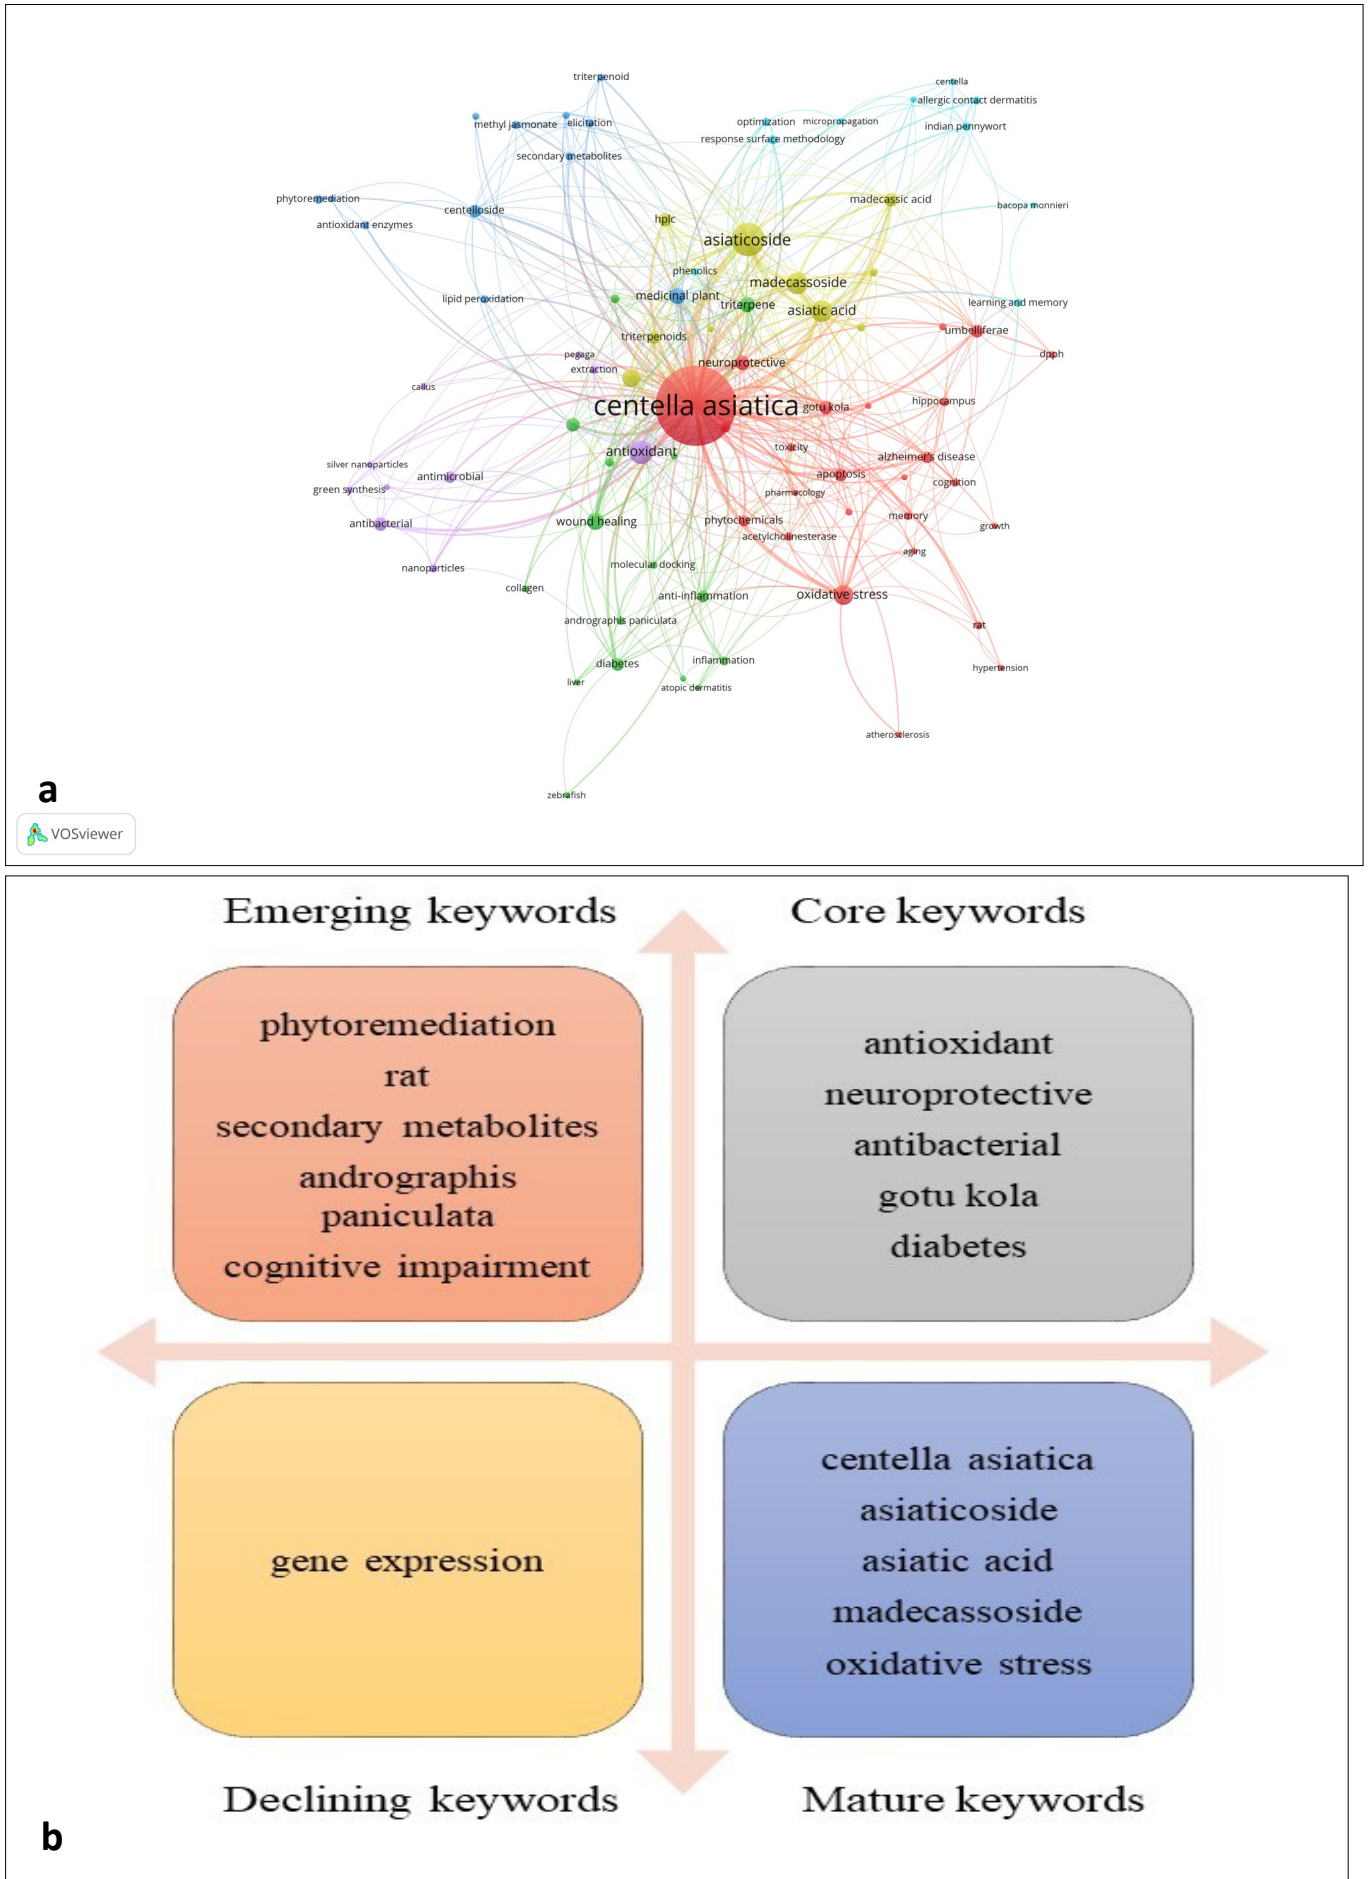 triterpenoid
centella
allergic contact dermatitis
methyl jasmonate
elicitation
optimization
micropropagation
indian pennywort
response surface methodology
secondary metabolites
phytoremediation
centelloside
madecassic acid
bacopa monnieri
antioxidant enzymes
hplc
asiaticoside
phenolics
madecassoside
lipid peroxidation
medicinal plant
triterpene
asiatic acid
learning and memory
triterpenoids
umbelliferae
pegaga
dpph
extraction
neuroprotective
callus
centella asiatica
gotu kola
hippocampus
antioxidant
toxicity
alzheimer's disease
silver nanoparticles
antimicrobial
apoptosis
cognition
green synthesis
pharmacology
antibacterial
wound healing
phytochemicals
memory
growth
acetylcholinesterase
aging
nanoparticles
molecular docking
collagen
anti-inflammation
oxidative stress
andrographis paniculata
rat
diabetes
inflammation
hypertension
liver
atopic dermatitis
atherosclerosis
zebrafish
a
VOSviewer
Emerging keywords
Core keywords
phytoremediation
rat
secondary metabolites
andrographis
paniculata
cognitive impairment
antioxidant
neuroprotective
antibacterial
gotu kola
diabetes
gene expression
centella asiatica
asiaticoside
asiatic acid
madecassoside
oxidative stress
Declining keywords
Mature keywords
b